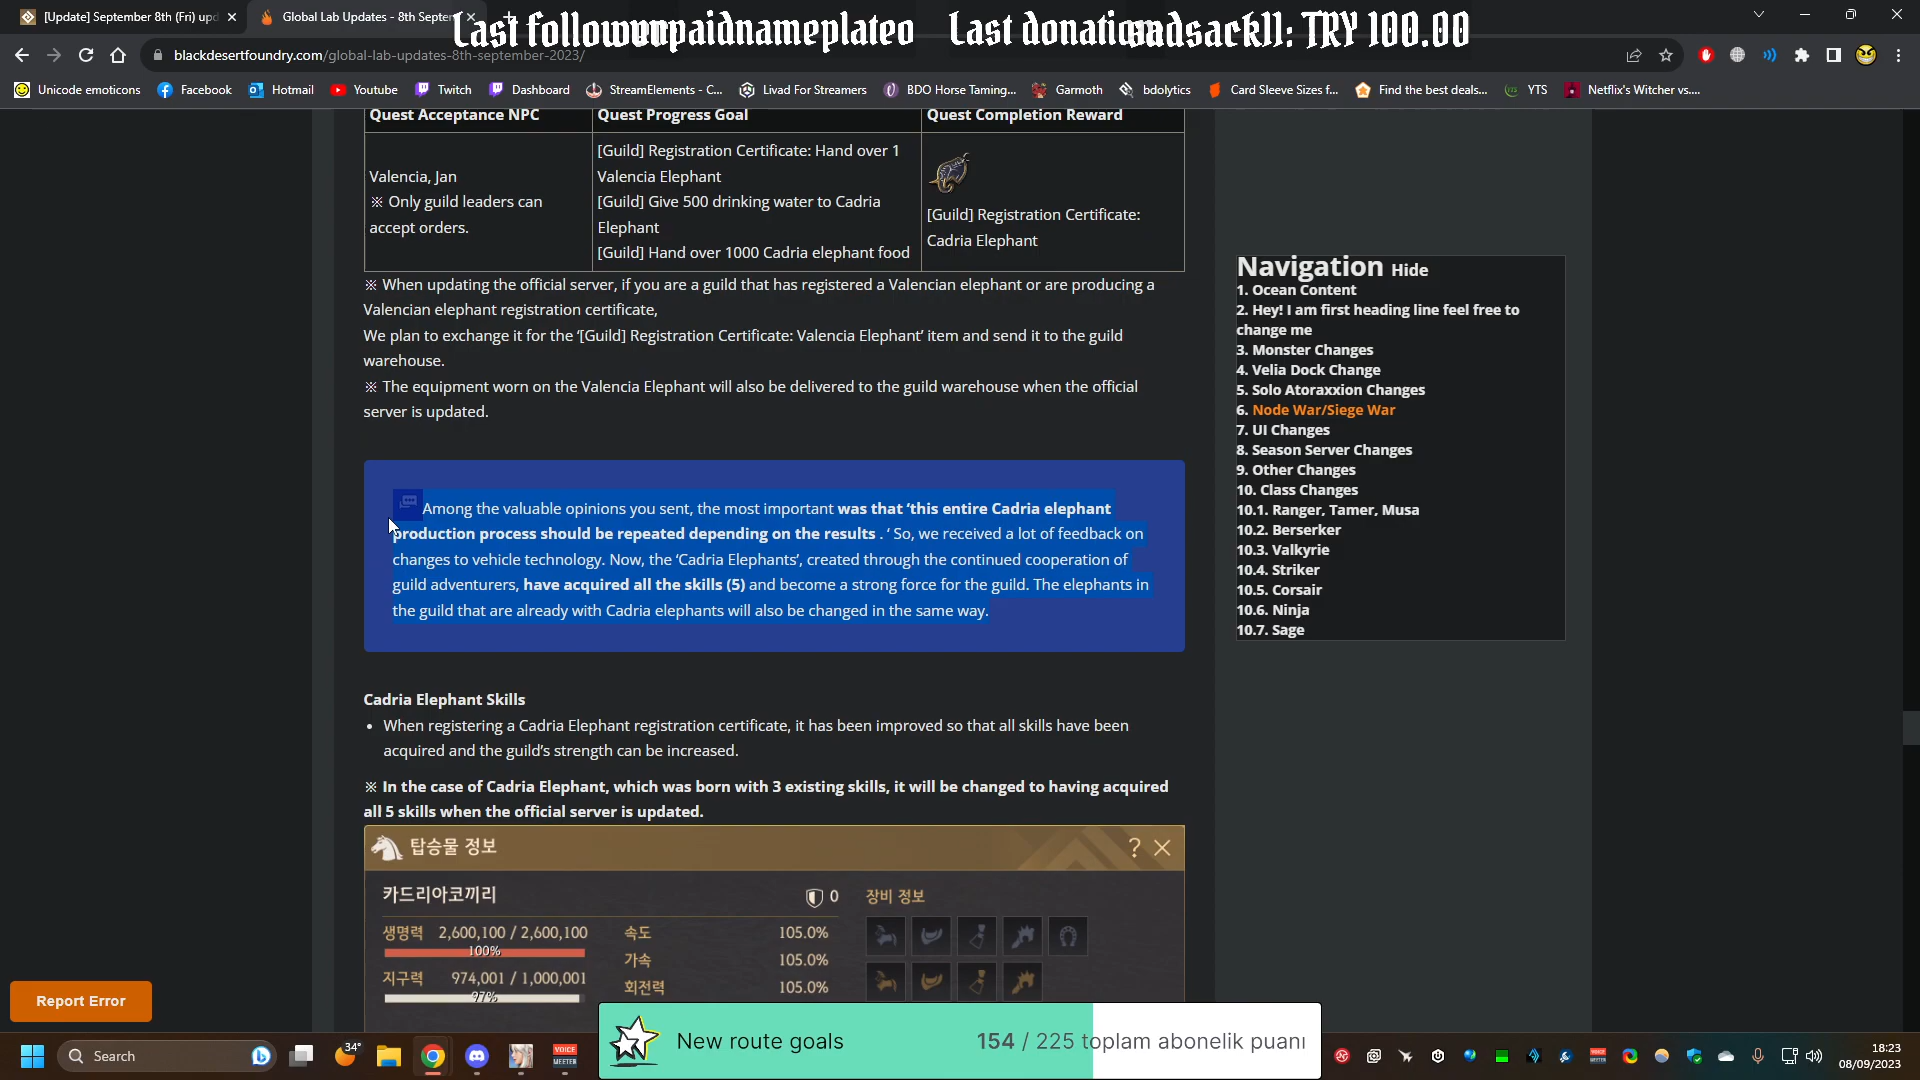 [Update] September 8th (Fri) upd
Global Lab Updates - 8th Septem
Last donation
sadsack11: TRY 100.00
blackdesertfoundry.com/global-lab-updates-8th-september-2023/
Unicode emoticons
Facebook
Hotmail
Youtube
Twitch
Dashboard
StreamElements - C...
Livad For Streamers
BDO Horse Taming...
Garmoth
bdolytics
Card Sleeve Sizes f...
Find the best deals...
YTS
Netflix's Witcher vs....
Quest Acceptance NPC
Quest Progress Goal
Quest Completion Reward
Valencia, Jan
※ Only guild leaders can
accept orders.
[Guild] Registration Certificate: Hand over 1
Valencia Elephant
[Guild] Give 500 drinking water to Cadria
Elephant
[Guild] Hand over 1000 Cadria elephant food
[Guild] Registration Certificate:
Cadria Elephant
※ When updating the official server, if you are a guild that has registered a Valencian elephant or are producing a
Valencian elephant registration certificate,
We plan to exchange it for the ‘[Guild] Registration Certificate: Valencia Elephant’ item and send it to the guild
warehouse.
※ The equipment worn on the Valencia Elephant will also be delivered to the guild warehouse when the official
server is updated.
Among the valuable opinions you sent, the most important was that ‘this entire Cadria elephant
production process should be repeated depending on the results . ‘ So, we received a lot of feedback on
changes to vehicle technology. Now, the ‘Cadria Elephants’, created through the continued cooperation of
guild adventurers, have acquired all the skills (5) and become a strong force for the guild. The elephants in
the guild that are already with Cadria elephants will also be changed in the same way.
Cadria Elephant Skills
• When registering a Cadria Elephant registration certificate, it has been improved so that all skills have been
acquired and the guild’s strength can be increased.
※ In the case of Cadria Elephant, which was born with 3 existing skills, it will be changed to having acquired
all 5 skills when the official server is updated.
탑승물 정보
?
카드리아코끼리
0
장비 정보
생명력 2,600,100 / 2,600,100
100%
지구력 974,001 / 1,000,001
97%
속도 105.0%
가속 105.0%
회전력 105.0%
Navigation Hide
1. Ocean Content
2. Hey! I am first heading line feel free to
change me
3. Monster Changes
4. Velia Dock Change
5. Solo Atoraxxion Changes
6. Node War/Siege War
7. UI Changes
8. Season Server Changes
9. Other Changes
10. Class Changes
10.1. Ranger, Tamer, Musa
10.2. Berserker
10.3. Valkyrie
10.4. Striker
10.5. Corsair
10.6. Ninja
10.7. Sage
Report Error
New route goals
154 / 225 toplam abonelik puanı
Search
34°
VOICE
MEETER
18:23
08/09/2023